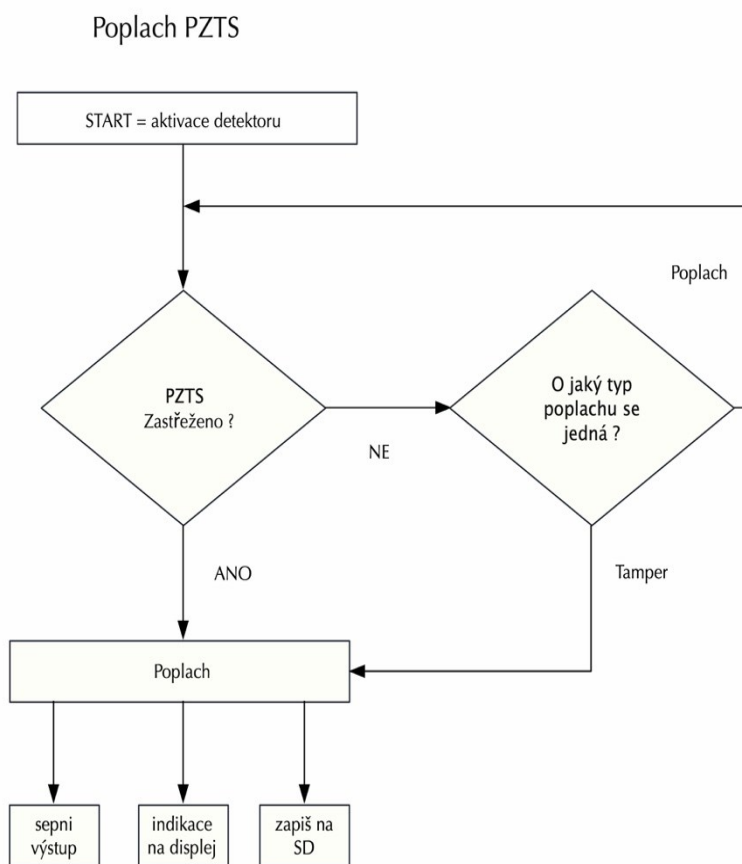 Poplach PZTS
START = aktivace detektoru
Poplach
PZTS
Zastřeženo ?
O jaký typ
poplachu se
jedná ?
NE
ANO
Tamper
Poplach
sepni
výstup
indikace
na displej
zapiš na
SD